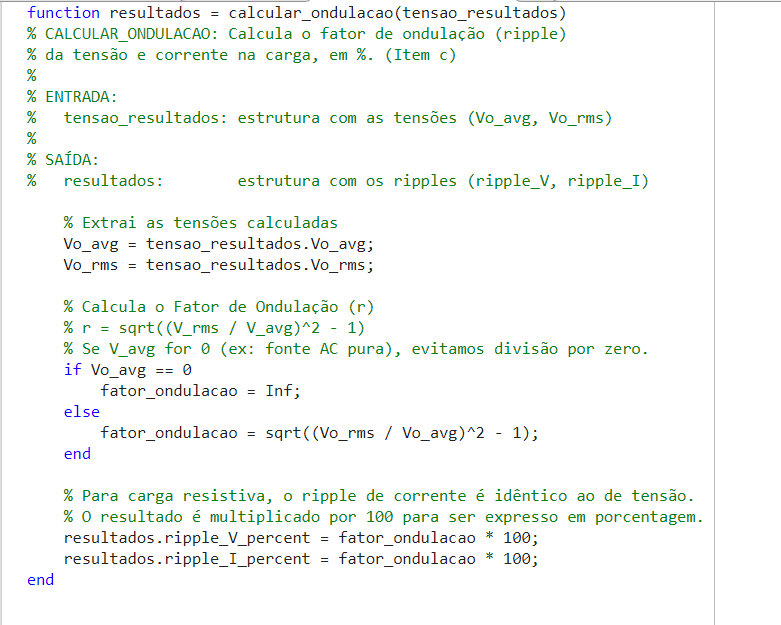 function resultados = calcular_ondulacao(tensao_resultados)
% CALCULAR_ONDULACAO: Calcula o fator de ondulação (ripple)
% da tensão e corrente na carga, em %. (Item c)
%
% ENTRADA:
%   tensao_resultados: estrutura com as tensões (Vo_avg, Vo_rms)
%
% SAÍDA:
%   resultados:        estrutura com os ripples (ripple_V, ripple_I)

    % Extrai as tensões calculadas
    Vo_avg = tensao_resultados.Vo_avg;
    Vo_rms = tensao_resultados.Vo_rms;

    % Calcula o Fator de Ondulação (r)
    % r = sqrt((V_rms / V_avg)^2 - 1)
    % Se V_avg for 0 (ex: fonte AC pura), evitamos divisão por zero.
    if Vo_avg == 0
        fator_ondulacao = Inf;
    else
        fator_ondulacao = sqrt((Vo_rms / Vo_avg)^2 - 1);
    end

    % Para carga resistiva, o ripple de corrente é idêntico ao de tensão.
    % O resultado é multiplicado por 100 para ser expresso em porcentagem.
    resultados.ripple_V_percent = fator_ondulacao * 100;
    resultados.ripple_I_percent = fator_ondulacao * 100;
end